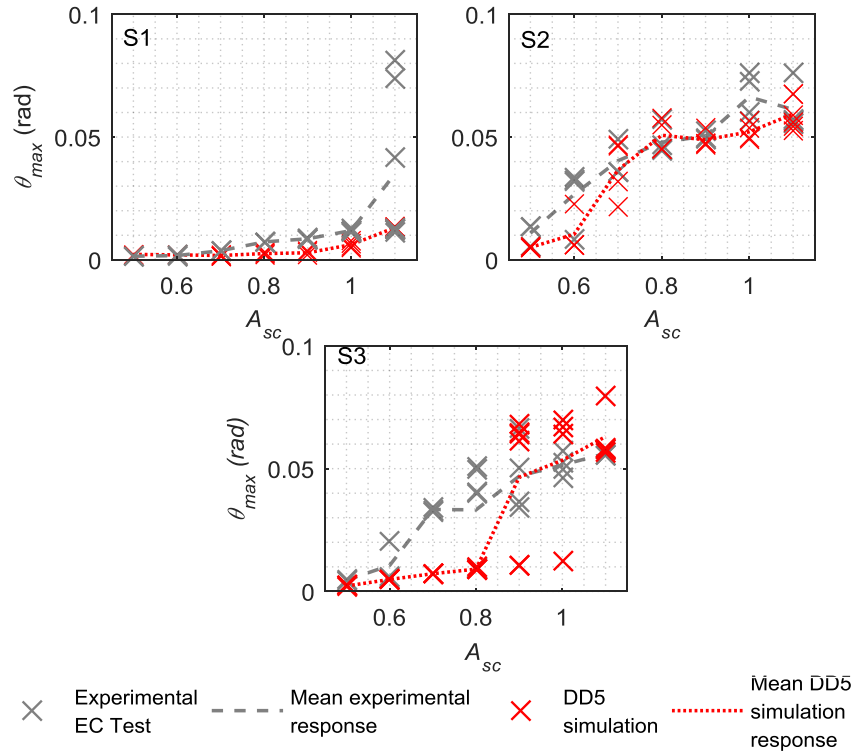 S1
0.1
0.05
0
θmax (rad)
0.6
0.8
1
Asc
S2
0.1
0.05
0
0.6
0.8
1
Asc
S3
0.1
0.05
0
θmax (rad)
0.6
0.8
1
Asc
Experimental
EC Test
Mean experimental
response
DD5
simulation
Mean DD5
simulation
response